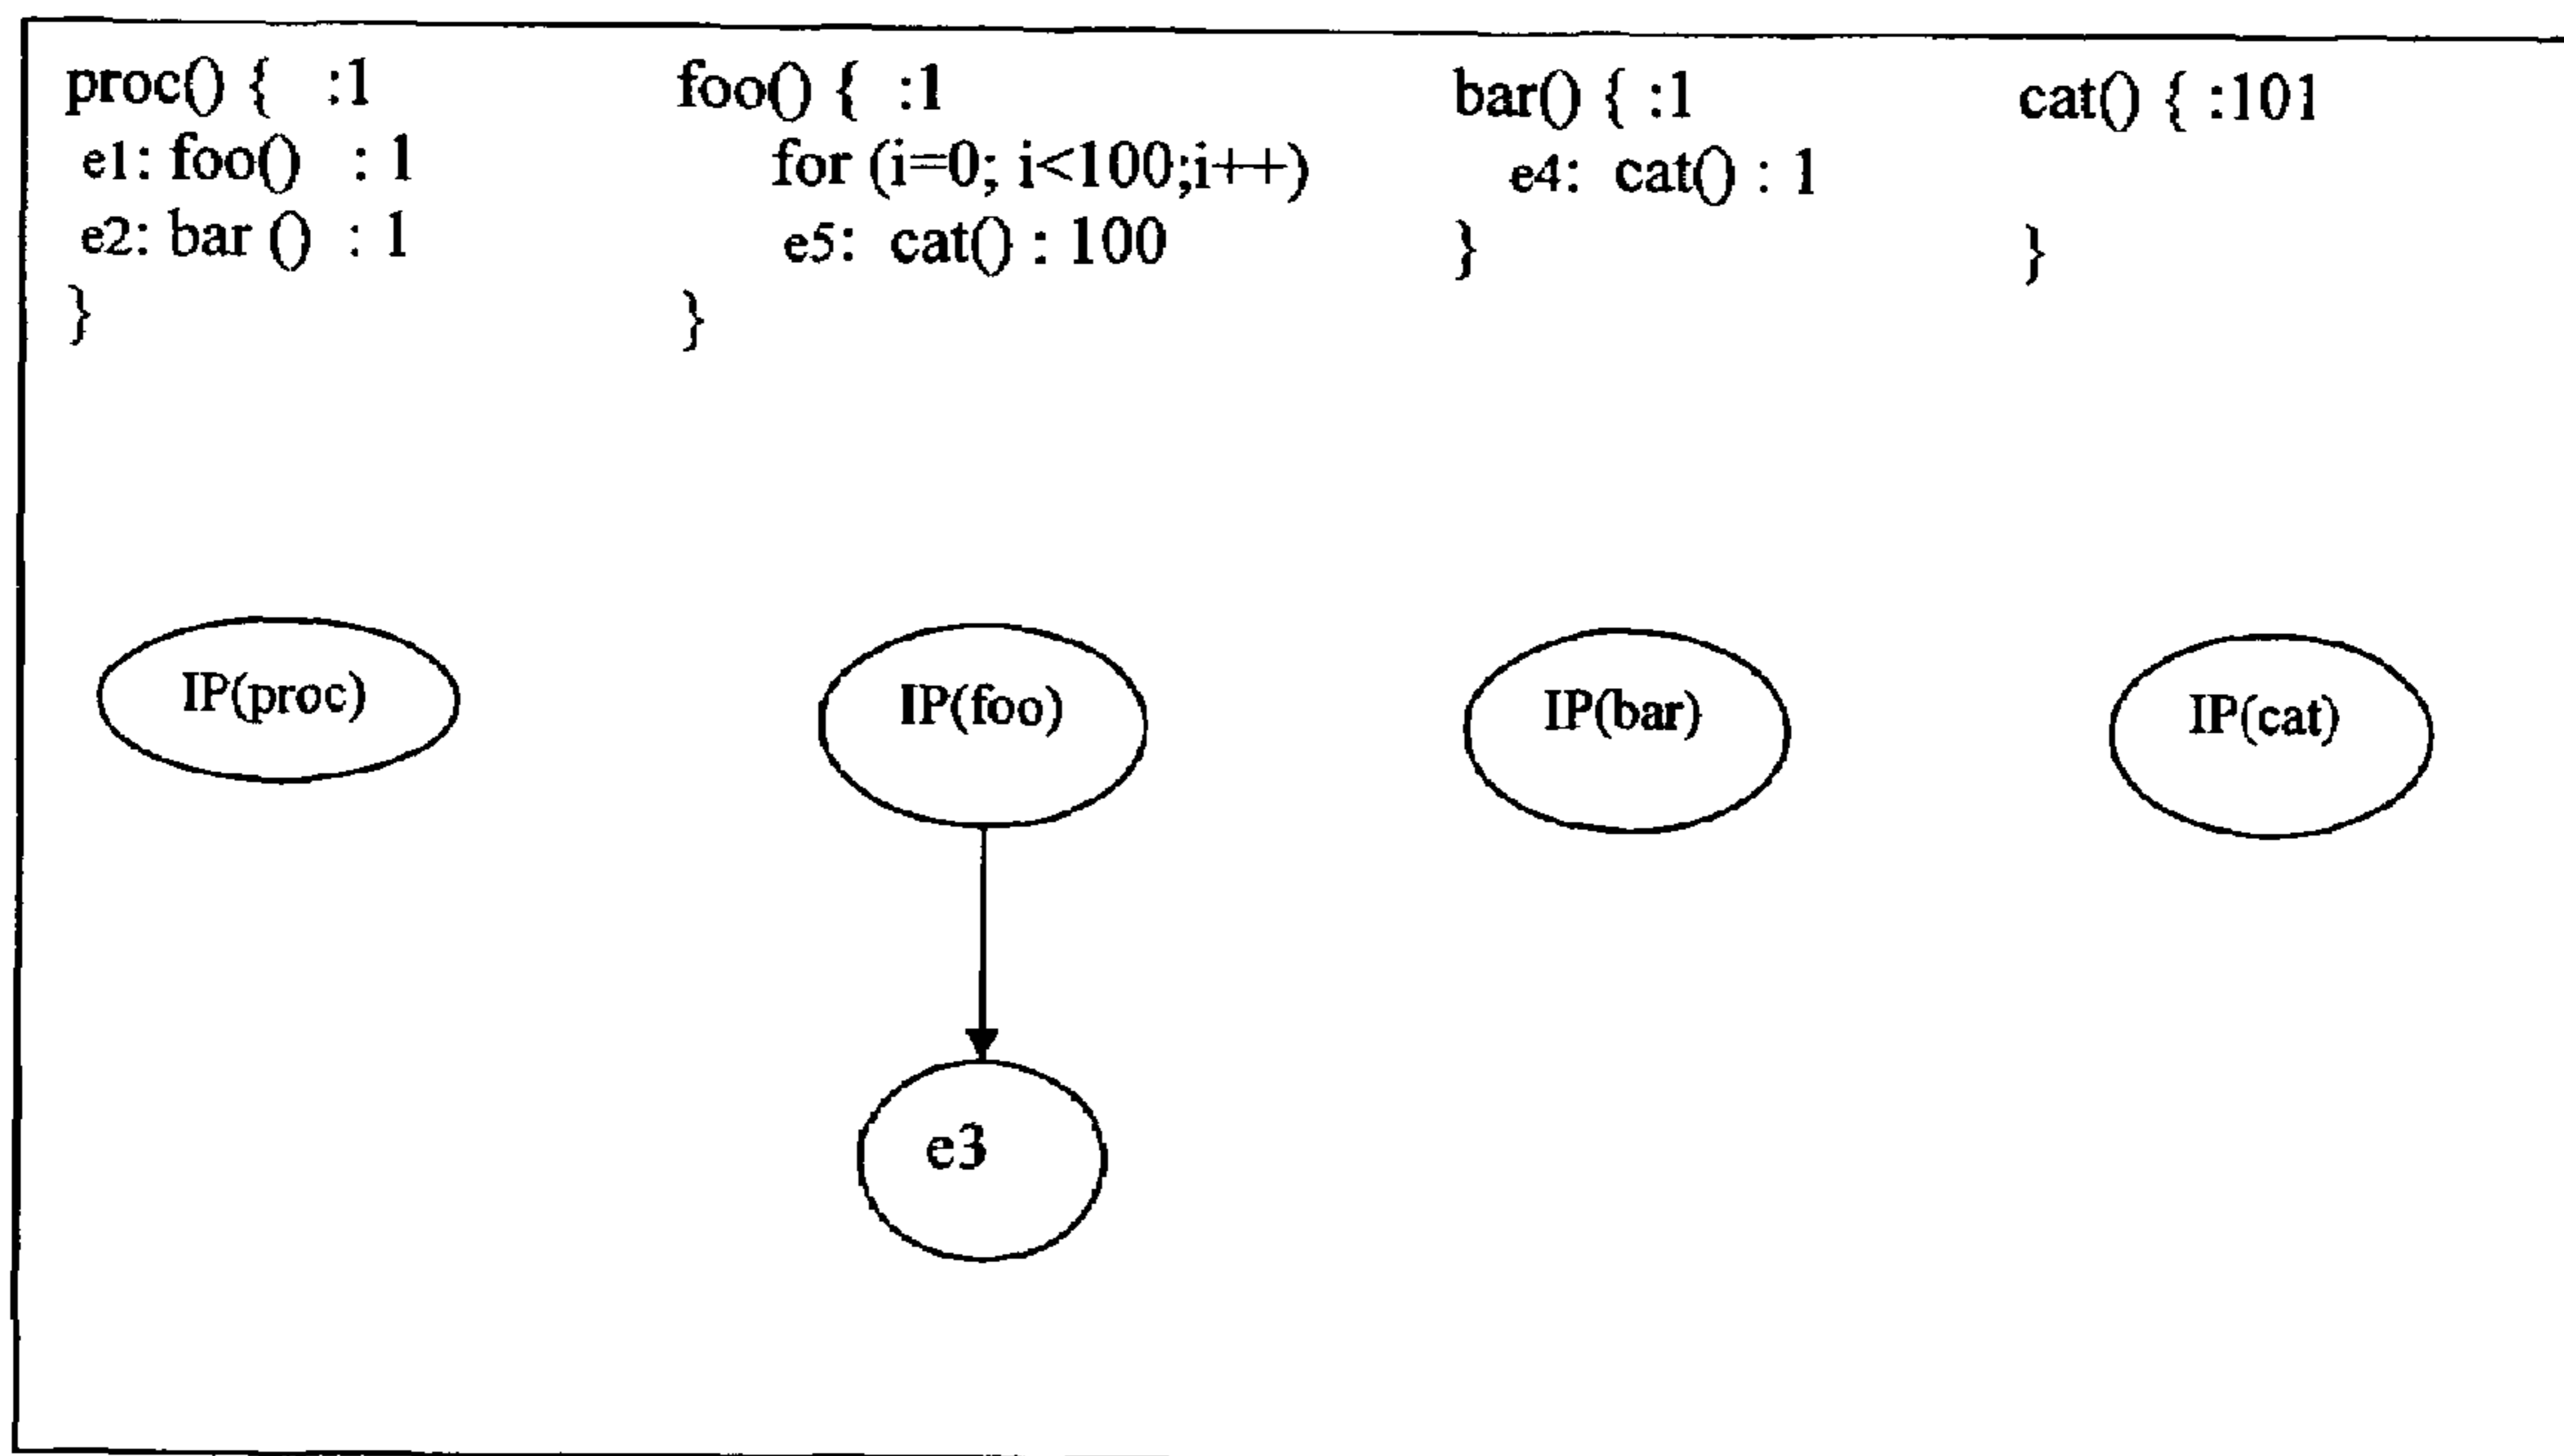 proc() {   :1
e1: foo()   : 1
e2: bar ()  : 1
}
foo() {  :1
for (i=0; i<100;i++)
e5:  cat() : 100
}
bar() { :1
e4:  cat() : 1
}
cat() { :101
}
IP(proc)
IP(foo)
IP(bar)
IP(cat)
e3